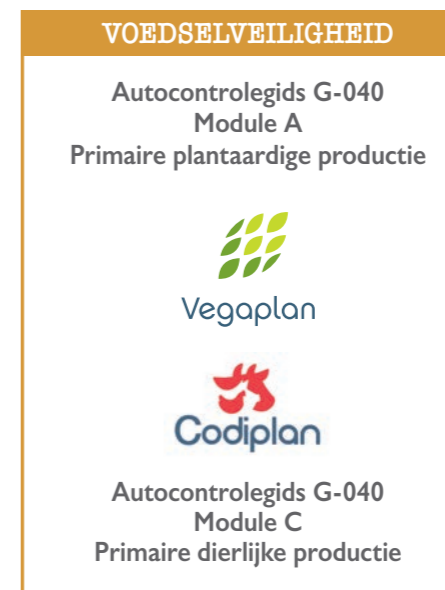 VOEDSELVEILIGHEID
Autocontrolegids G-040
Module A
Primaire plantaardige productie
Vegaplan
Codiplan
Autocontrolegids G-040
Module C
Primaire dierlijke productie